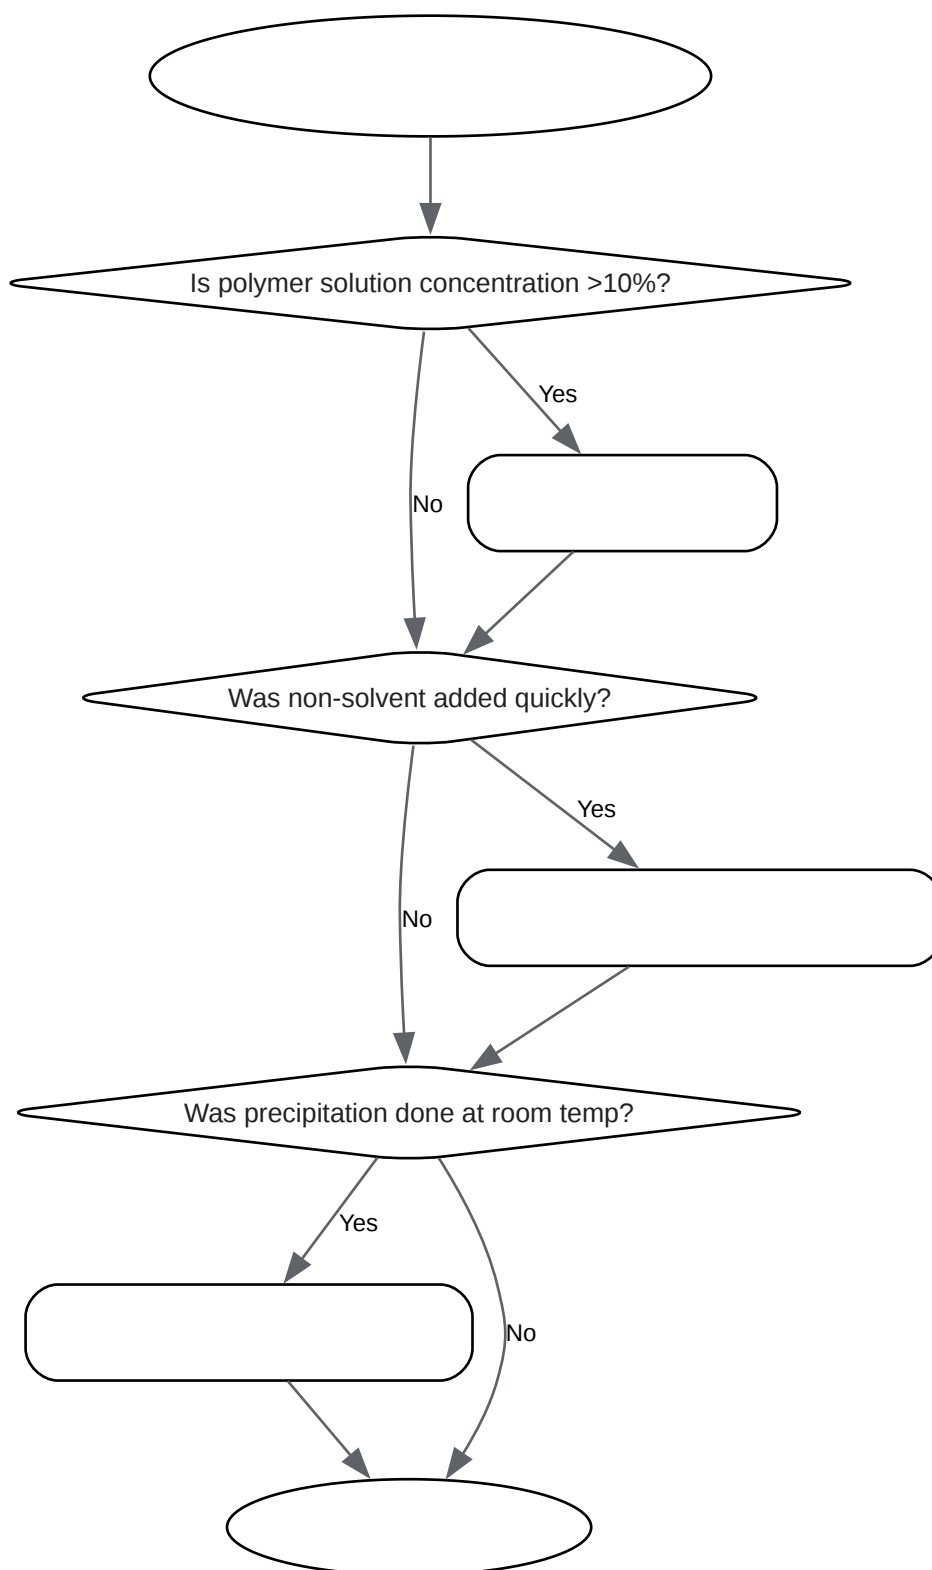 Is polymer solution concentration >10%?
Yes
No
Was non-solvent added quickly?
Yes
No
Was precipitation done at room temp?
Yes
No